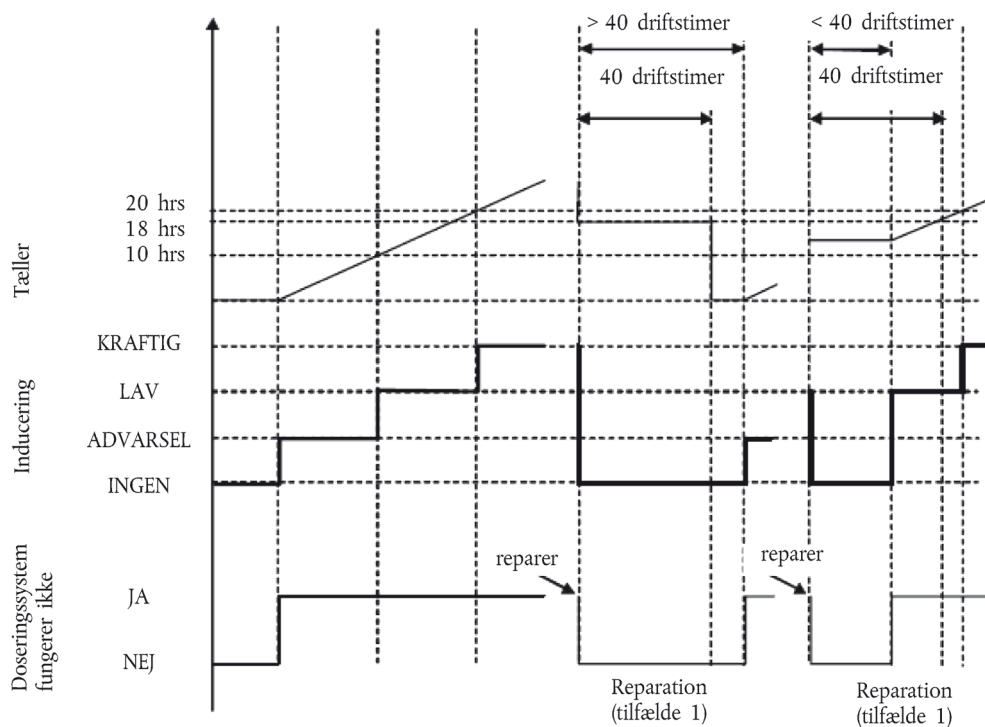 > 40 driftstimer
< 40 driftstimer
40 driftstimer
40 driftstimer
20 hrs
18 hrs
10 hrs
Tæller
KRAFTIG
LAV
ADVARSEL
INGEN
Inducering
reparer
reparer
JA
NEJ
Doseringssystem
fungerer ikke
Reparation
(tilfælde 1)
Reparation
(tilfælde 1)